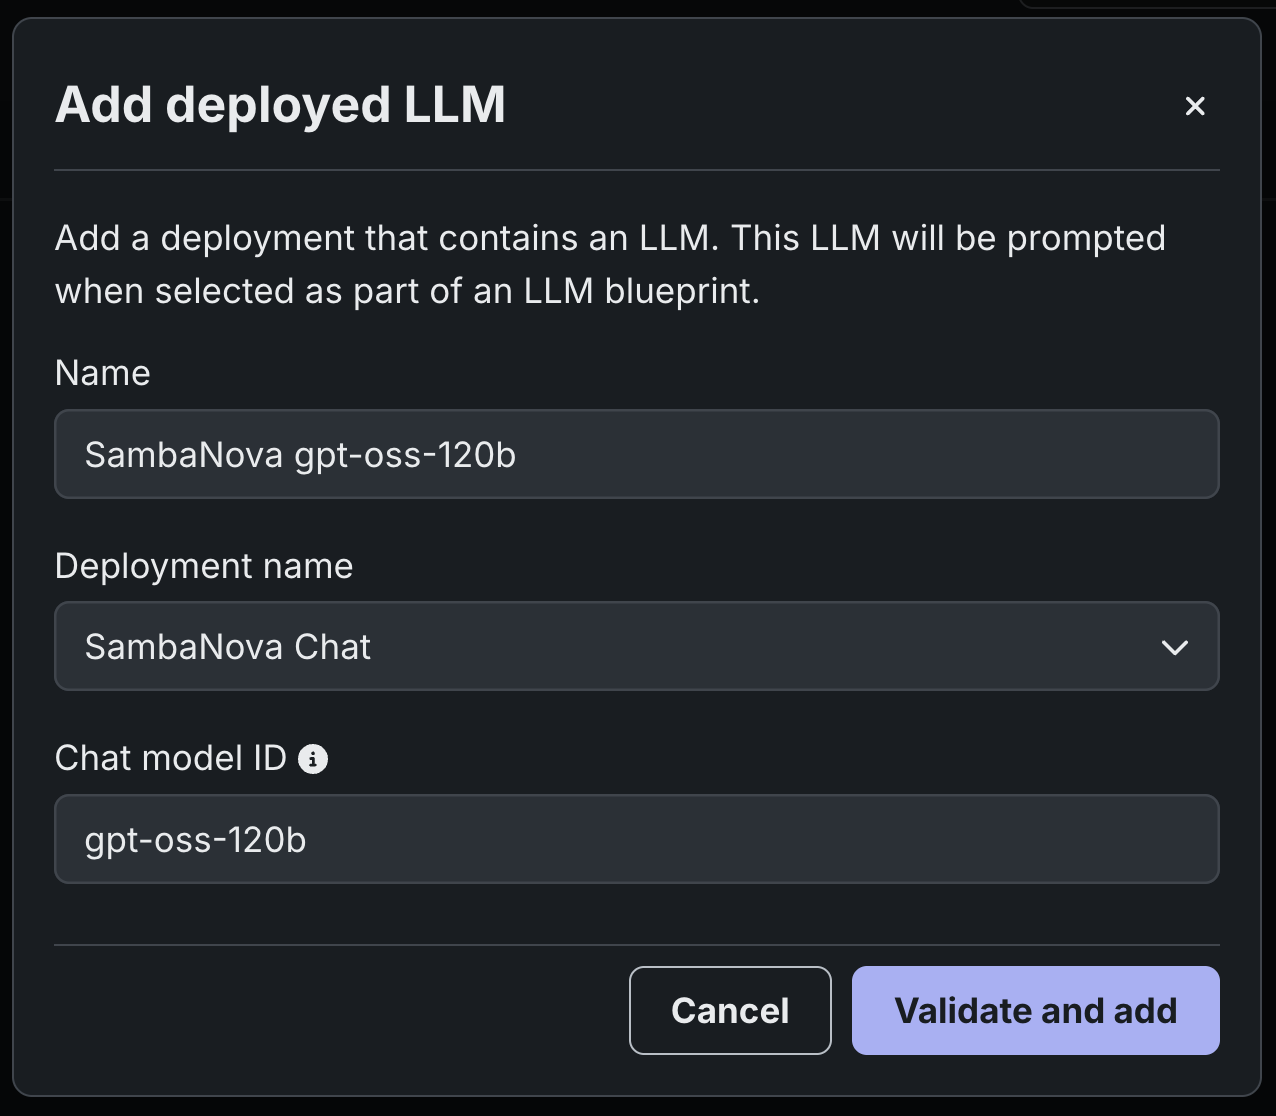 Add deployed LLM
Add a deployment that contains an LLM. This LLM will be prompted
when selected as part of an LLM blueprint.
Name
SambaNova gpt-oss-120b
Deployment name
SambaNova Chat
Chat model ID
gpt-oss-120b
Cancel
Validate and add